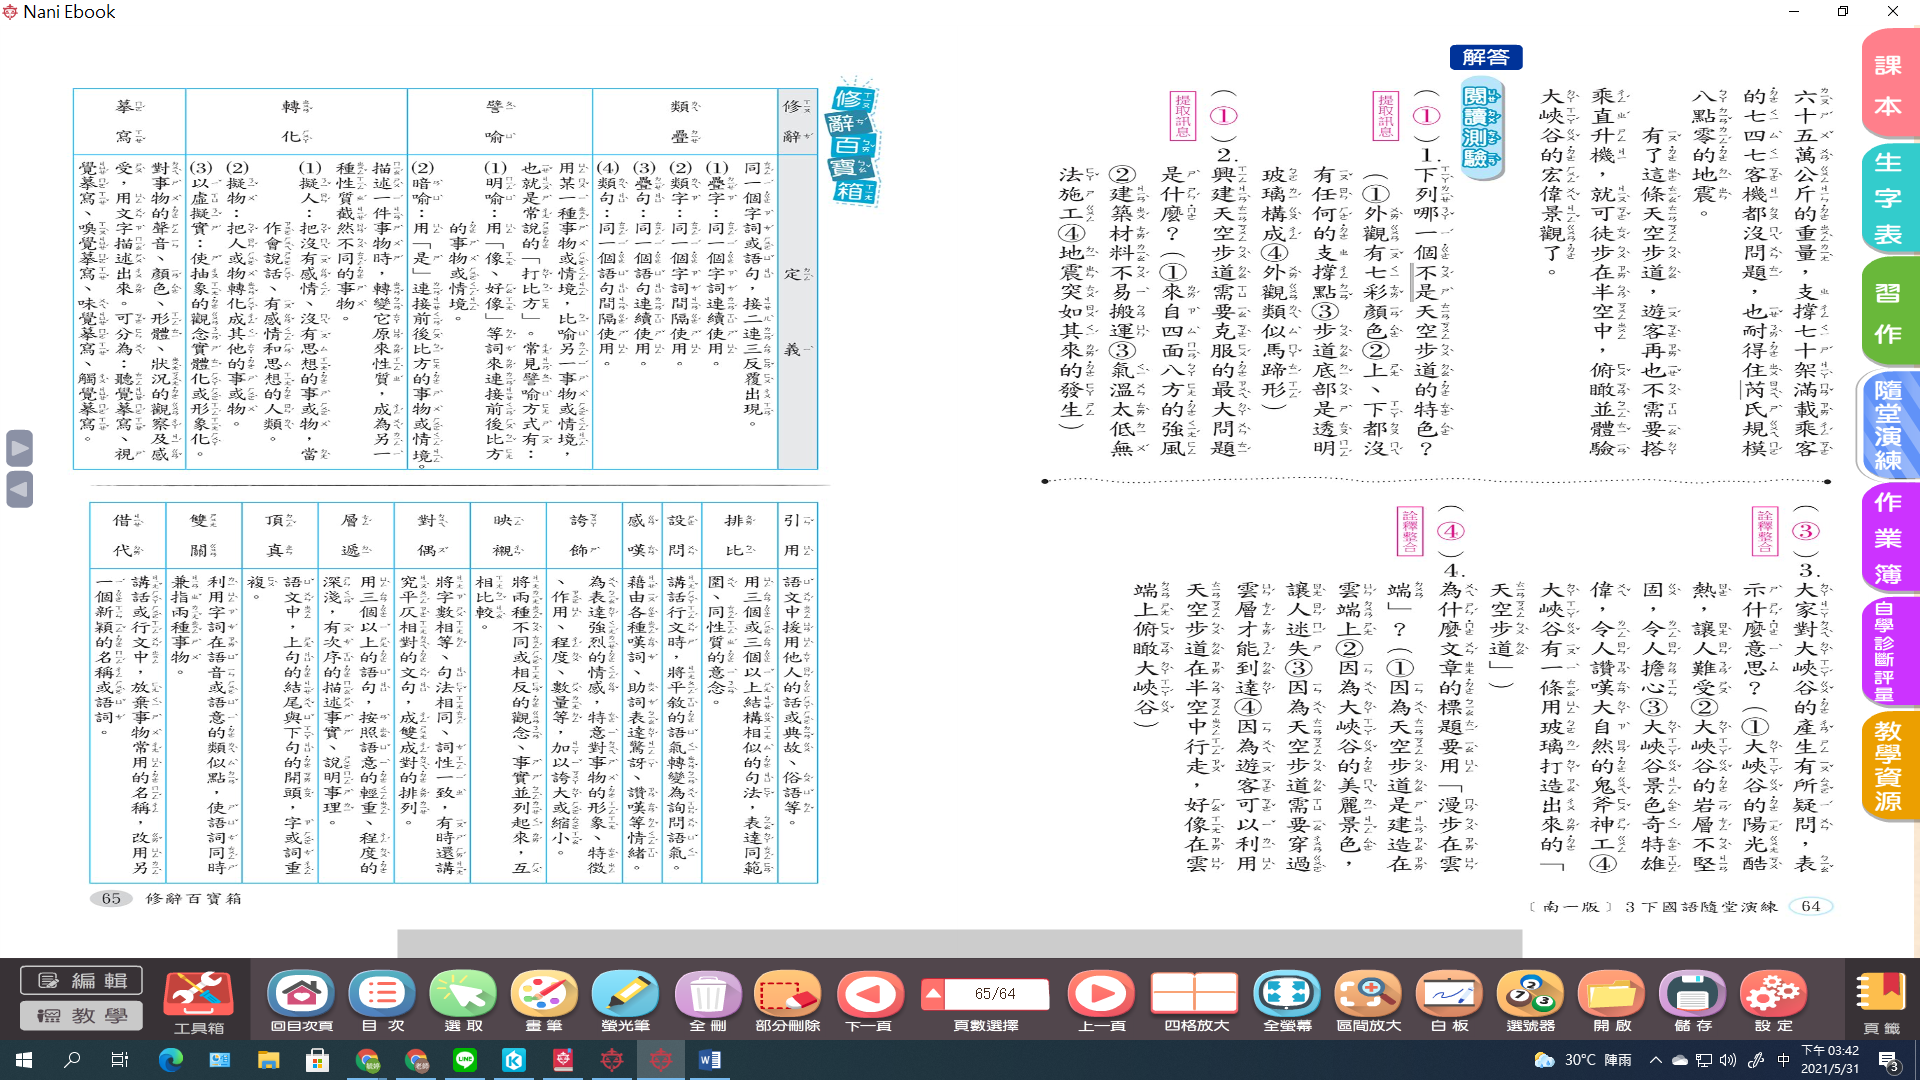 Nani Ebook
六十五萬公斤的重量，支撐七十架滿載乘客
的七四七客機都沒問題，也耐得住芮氏規模
八點零的地震。
有了這條天空步道，遊客再也不需要搭
乘直升機，就可徒步在半空中，俯瞰並體驗
大峽谷的宏偉景觀了。
解答
閱讀測驗
（①）1.下列哪一個不是天空步道的特色？
提取訊息
（①外觀有七彩顏色②上、下都沒
有任何的支撐點③步道底部是透明
玻璃構成④外觀類似馬蹄形）
（①）2.興建天空步道需要克服的最大問題
提取訊息
是什麼？（①來自四面八方的強風
②建築材料不易搬運③氣溫太低無
法施工④地震突如其來的發生）
（③）3.大家對大峽谷的產生有所疑問，表
詮釋整合
示什麼意思？（①大峽谷的陽光酷
熱，讓人難受②大峽谷的岩層不堅
固，令人擔心③大峽谷景色奇特雄
偉，令人讚嘆大自然的鬼斧神工④
大峽谷有一條用玻璃打造出來的「
天空步道」）
（④）4.為什麼文章的標題要用「漫步在雲
詮釋整合
端」？（①因為天空步道是建造在
雲端上②因為大峽谷的美麗景色，
讓人迷失③因為天空步道需要穿過
雲層才能到達④因為遊客可以利用
天空步道在半空中行走，好像在雲
端上俯瞰大峽谷）
〔南一版〕3下國語隨堂演練 64
修辭百寶箱
修辭 定義
類疊
同一個字詞或語句，接二連三反覆出現。
(1)疊字：同一個字詞連續使用。
(2)類字：同一個字詞間隔使用。
(3)疊句：同一個語句連續使用。
(4)類句：同一個語句間隔使用。
譬喻
用某一種事物或情境，比喻另一事物或情境，
也就是常說的「打比方」。常見譬喻方式有：
(1)明喻：用「像、好像」等詞來連接前後比方
的事物或情境。
(2)暗喻：用「是」連接前後比方的事物或情境。
轉化
描述一件事物時，轉變它原來性質，成為另一
種性質截然不同的事物。
(1)擬人：把沒有感情、沒有思想的事或物，當
作會說話、有感情和思想的人類。
(2)擬物：把人或物轉化成其他的事或物。
(3)以虛擬實：使抽象的觀念實體化或形象化。
摹寫
對事物的聲音、顏色、形體、狀況的觀察及感
受，用文字描述出來。可分為：聽覺摹寫、視
覺摹寫、嗅覺摹寫、味覺摹寫、觸覺摹寫。
引用
語文中接用他人的話或典故、俗語等。
排比
用三個或三個以上結構相似的句法，表達同範
圍、同性質的意念。
設問
講話行文時，將平敘的語氣轉變為詢問語氣。
感嘆
藉由各種嘆詞、助詞表達驚訝、讚嘆等情緒。
誇飾
為表達強烈的情感，特意對事物的形象、特徵
、作用、程度、數量等，加以誇大或縮小。
映襯
將兩種不同或相反的觀念、事實並列起來，互
相比較。
對偶
將字數相等、句法相同、詞性一致，有時還講
究平仄相對的文句，成雙成對的排列。
層遞
用三個以上的語句，按照語意的輕重、程度的
深淺，有次序的描述事實、說明事理。
頂真
語文中，上句的結尾與下句的開頭，字或詞重
複。
雙關
利用字詞在語音或語意的類似點，使語詞同時
兼指兩種事物。
借代
講話或行文中，放棄事物常用的名稱，改用另
一個新穎的名稱或語詞。
65 修辭百寶箱
課本
生字表
習作
隨堂演練
作業簿
自學診斷評量
教學資源
編輯
教學
工具箱
回目次頁
目次
選取
畫筆
螢光筆
全刪
部分刪除
下一頁
65/64
頁數選擇
上一頁
四格放大
全螢幕
區間放大
白板
選號器
開啟
儲存
設定
頁籤
30°C 陣雨
中
下午 03:42
2021/5/31
3